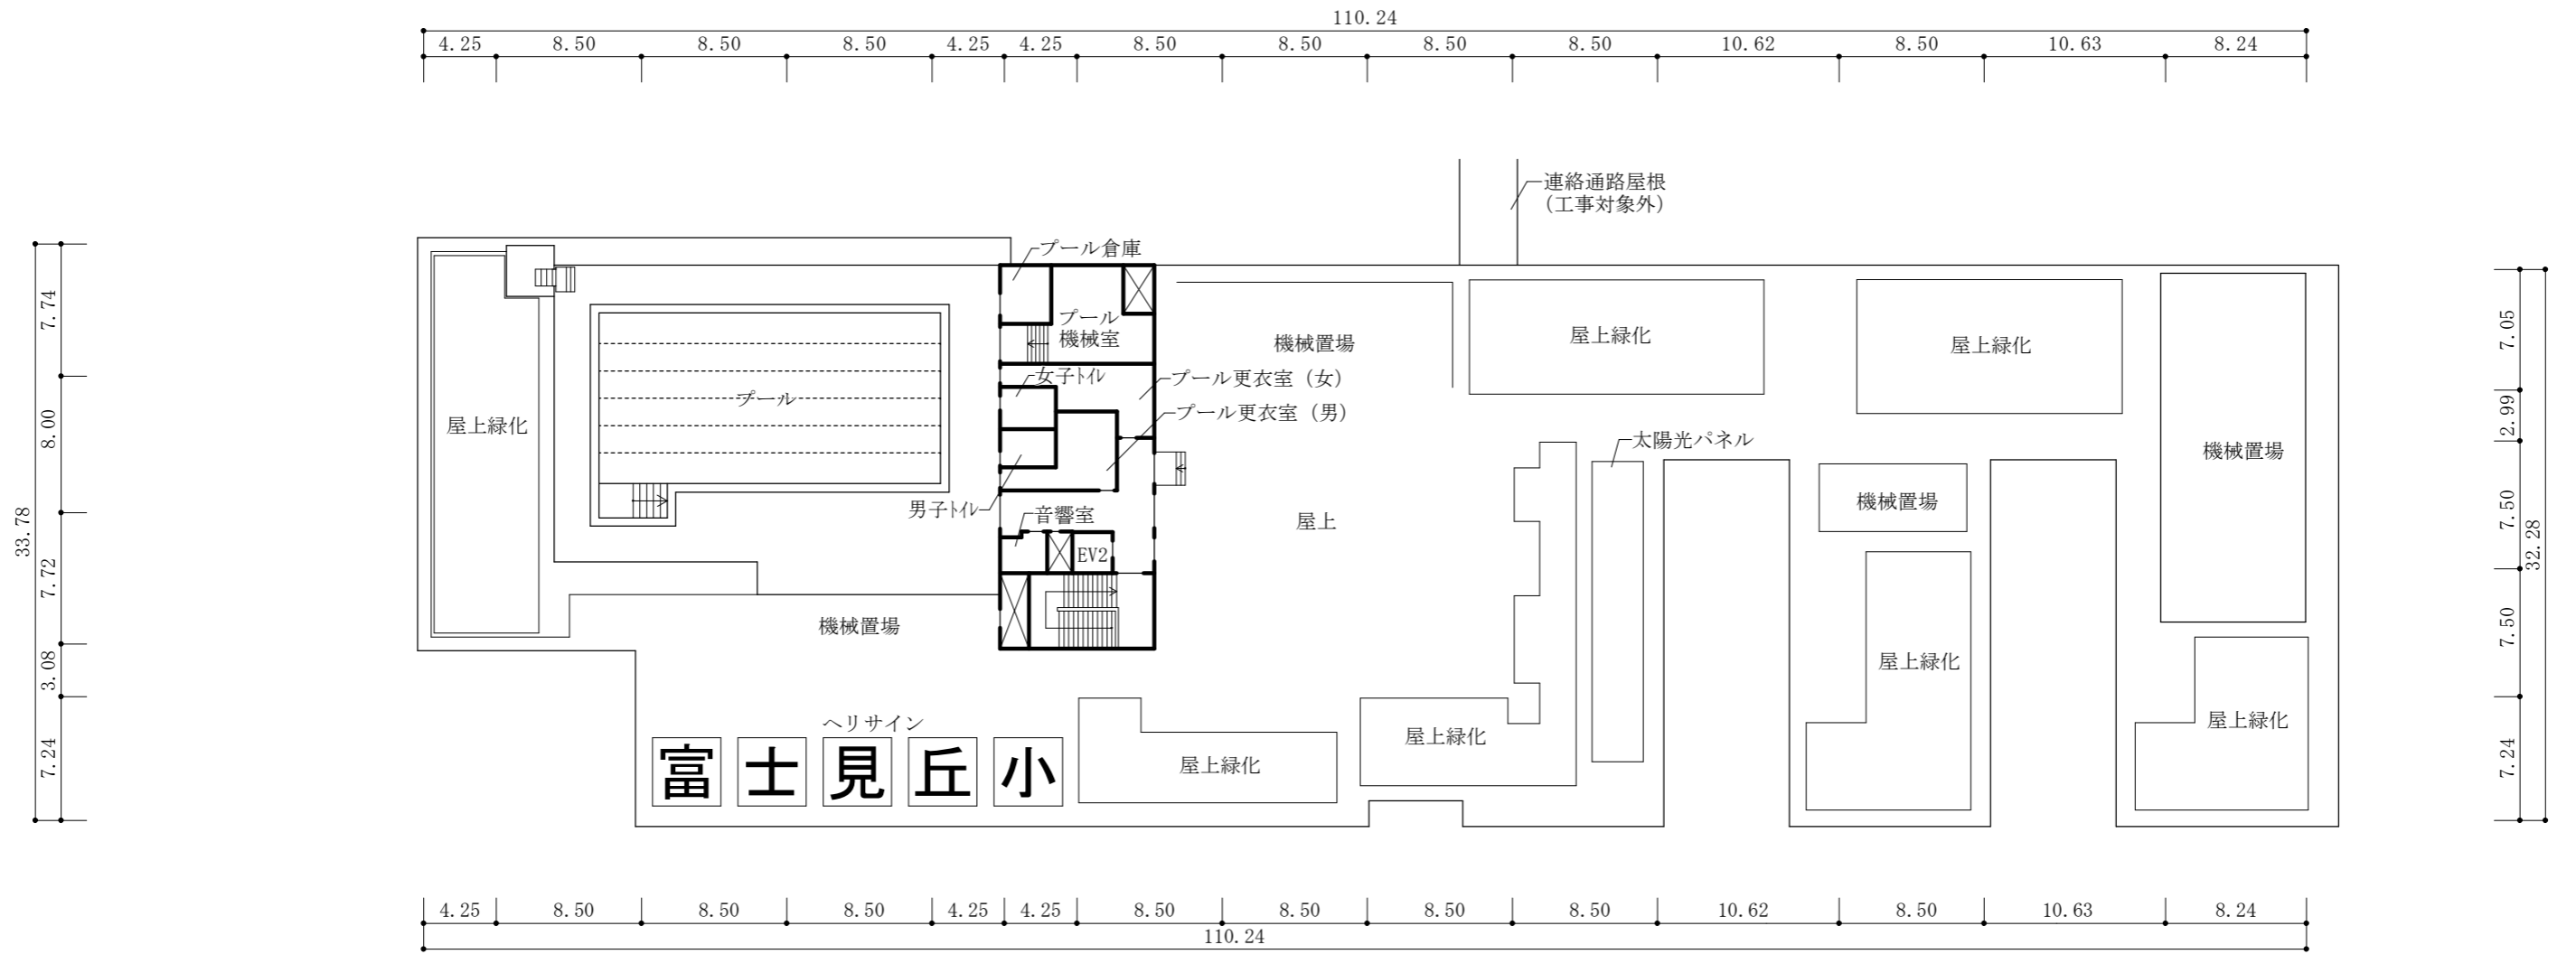 110.24
4.25 8.50 8.50 8.50 4.25 4.25 8.50 8.50 8.50 8.50 10.62 8.50 10.63 8.24
連絡通路屋根
(工事対象外)
プール倉庫
プール
機械室
機械置場
屋上緑化
屋上緑化
女子トイレ
プール更衣室(女)
プール
プール更衣室(男)
屋上緑化
太陽光パネル
機械置場
男子トイレ
音響室
屋上
機械置場
EV2
機械置場
屋上緑化
ヘリサイン
屋上緑化
屋上緑化
屋上緑化
富士見丘小
33.78
7.74
8.00
7.72
3.08
7.24
7.05
2.99
7.50
7.50
7.24
32.28
4.25 8.50 8.50 8.50 4.25 4.25 8.50 8.50 8.50 8.50 10.62 8.50 10.63 8.24
110.24